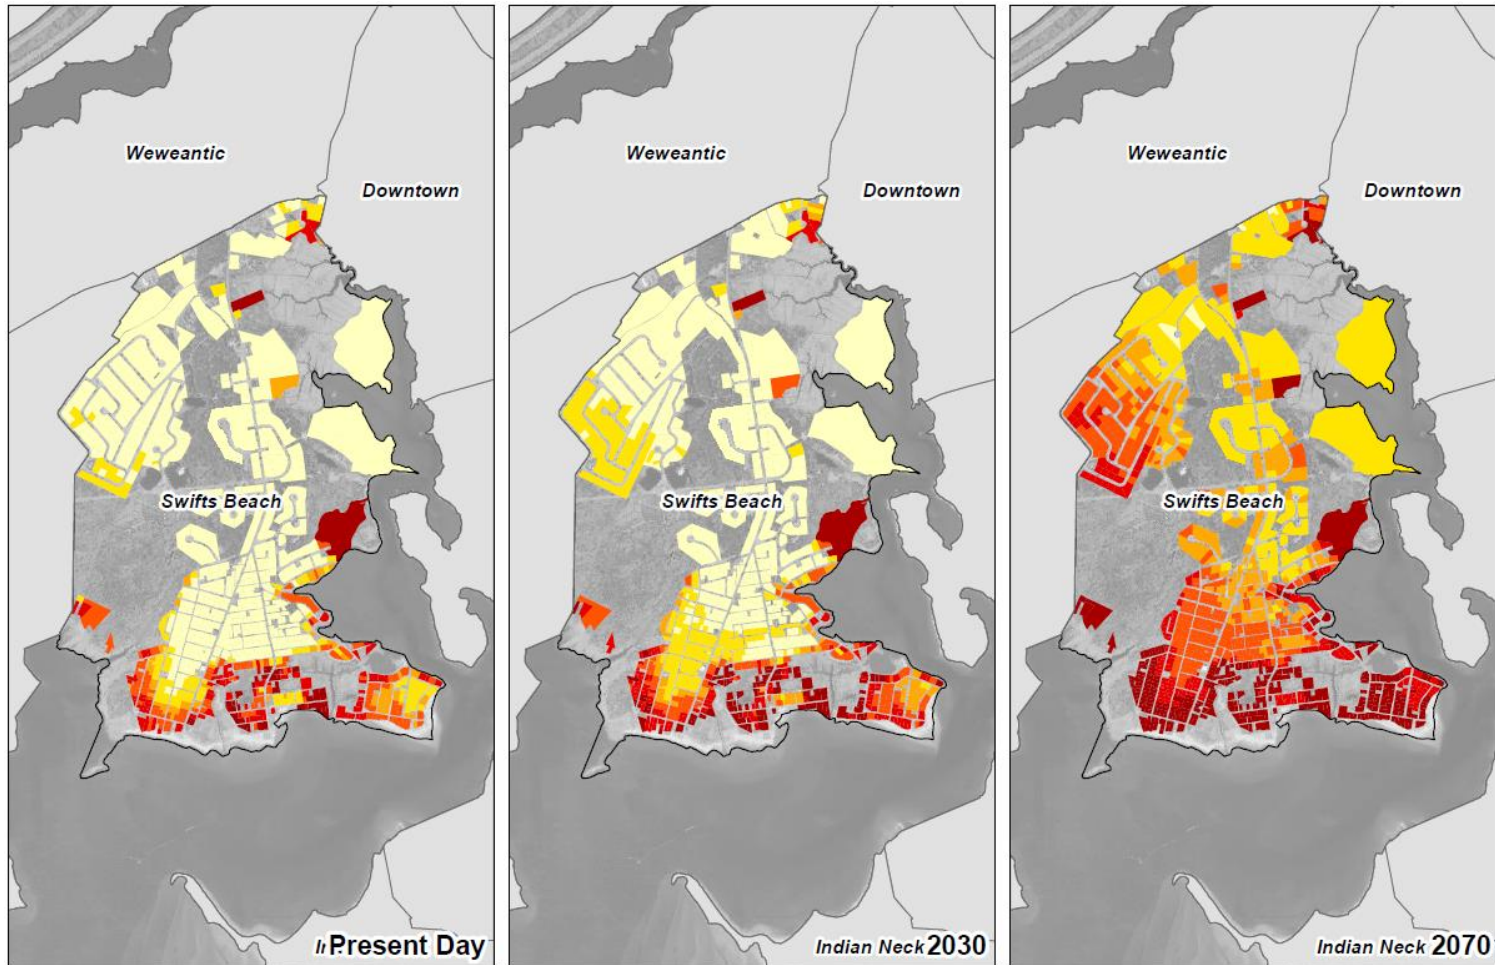 Weweantic
Downtown
Swifts Beach
Present Day
Weweantic
Downtown
Swifts Beach
Indian Neck 2030
Weweantic
Downtown
Swifts Beach
Indian Neck 2070